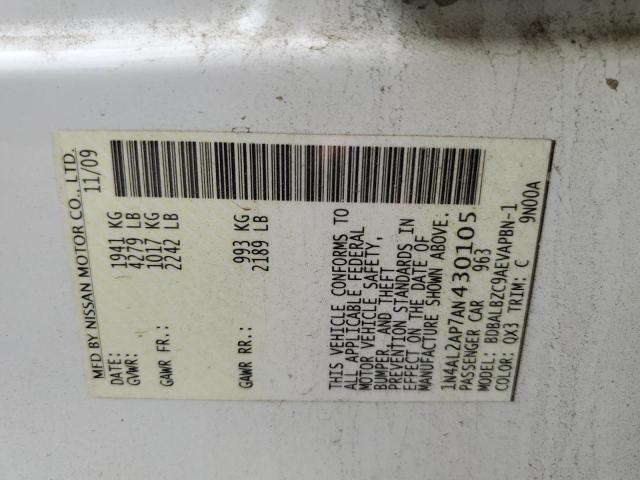 MFD BY NISSAN MOTOR CO., LTD.
DATE: 11/09
GVWR: 1941 KG
4279 LB
GAWR FR.: 1017 KG
2242 LB
GAWR RR.: 993 KG
2189 LB
THIS VEHICLE CONFORMS TO
ALL APPLICABLE FEDERAL
MOTOR VEHICLE SAFETY,
BUMPER, AND THEFT
PREVENTION STANDARDS IN
EFFECT ON THE DATE OF
MANUFACTURE SHOWN ABOVE.
1N4AL2AP7AN430105
PASSENGER CAR 963
MODEL: BDBALBZC9AEVAPBN-1
COLOR: QX3 TRIM: C 9N00A